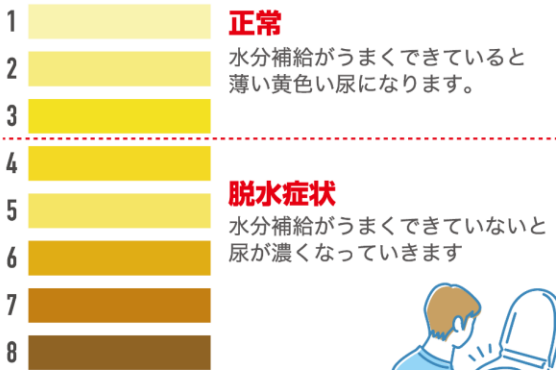 1
正常
水分補給がうまくできていると
2
薄い黄色い尿になります。
3
4
脱水症状
5
水分補給がうまくできていないと
尿が濃くなっていきます
6
7
8